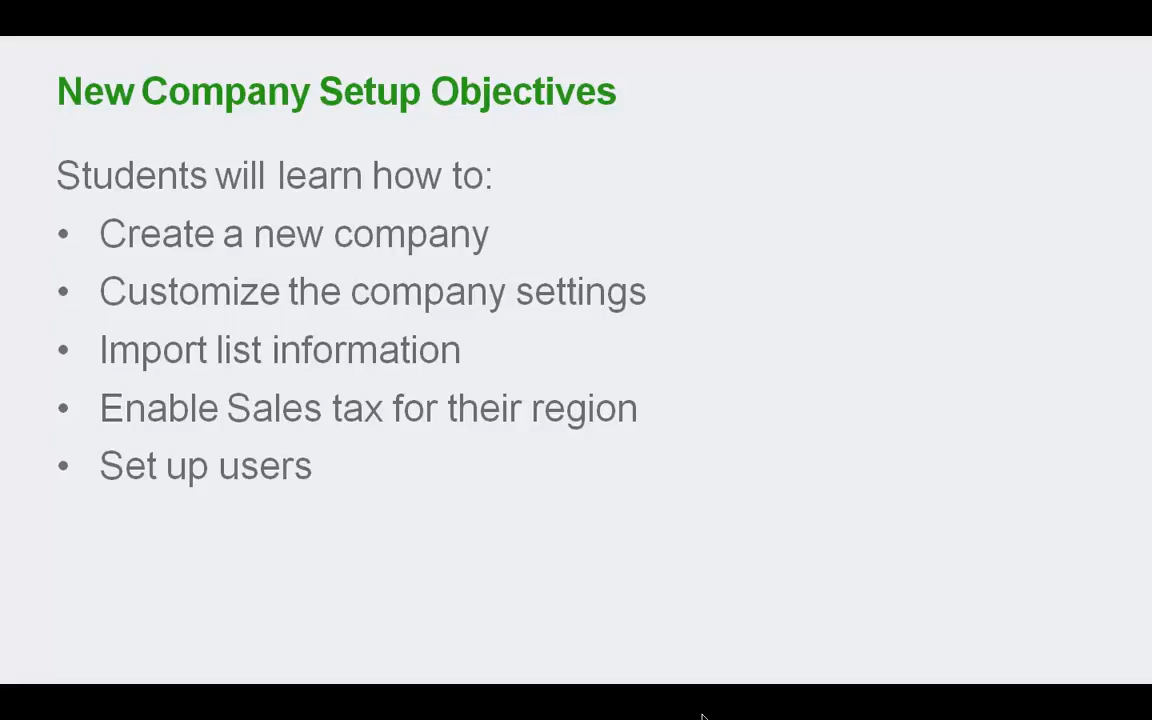 New Company Setup Objectives
Students will learn how to:
• Create a new company
• Customize the company settings
• Import list information
• Enable Sales tax for their region
• Set up users